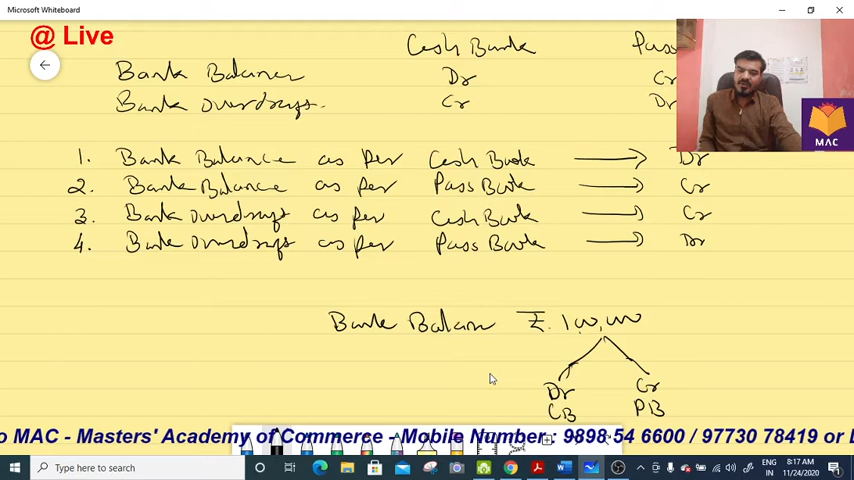 Microsoft Whiteboard
@ Live
Cash Book Pass
Bank Balance Dr Cr
Bank overdraft. Cr Dr
MAC
1. Bank Balance as per Cash Book → Dr
2. Bank Balance as per Pass Book → Cr
3. Bank overdraft as per Cash Book → Cr
4. Bank overdraft as per Pass Book → Dr
Bank Balance ₹. 1,00,000
Dr Cr
CB PB
o MAC - Masters' Academy of Commerce - Mobile Number : 9898 54 6600 / 97730 78419 or L
Type here to search
ENG 8:17 AM
IN 11/24/2020